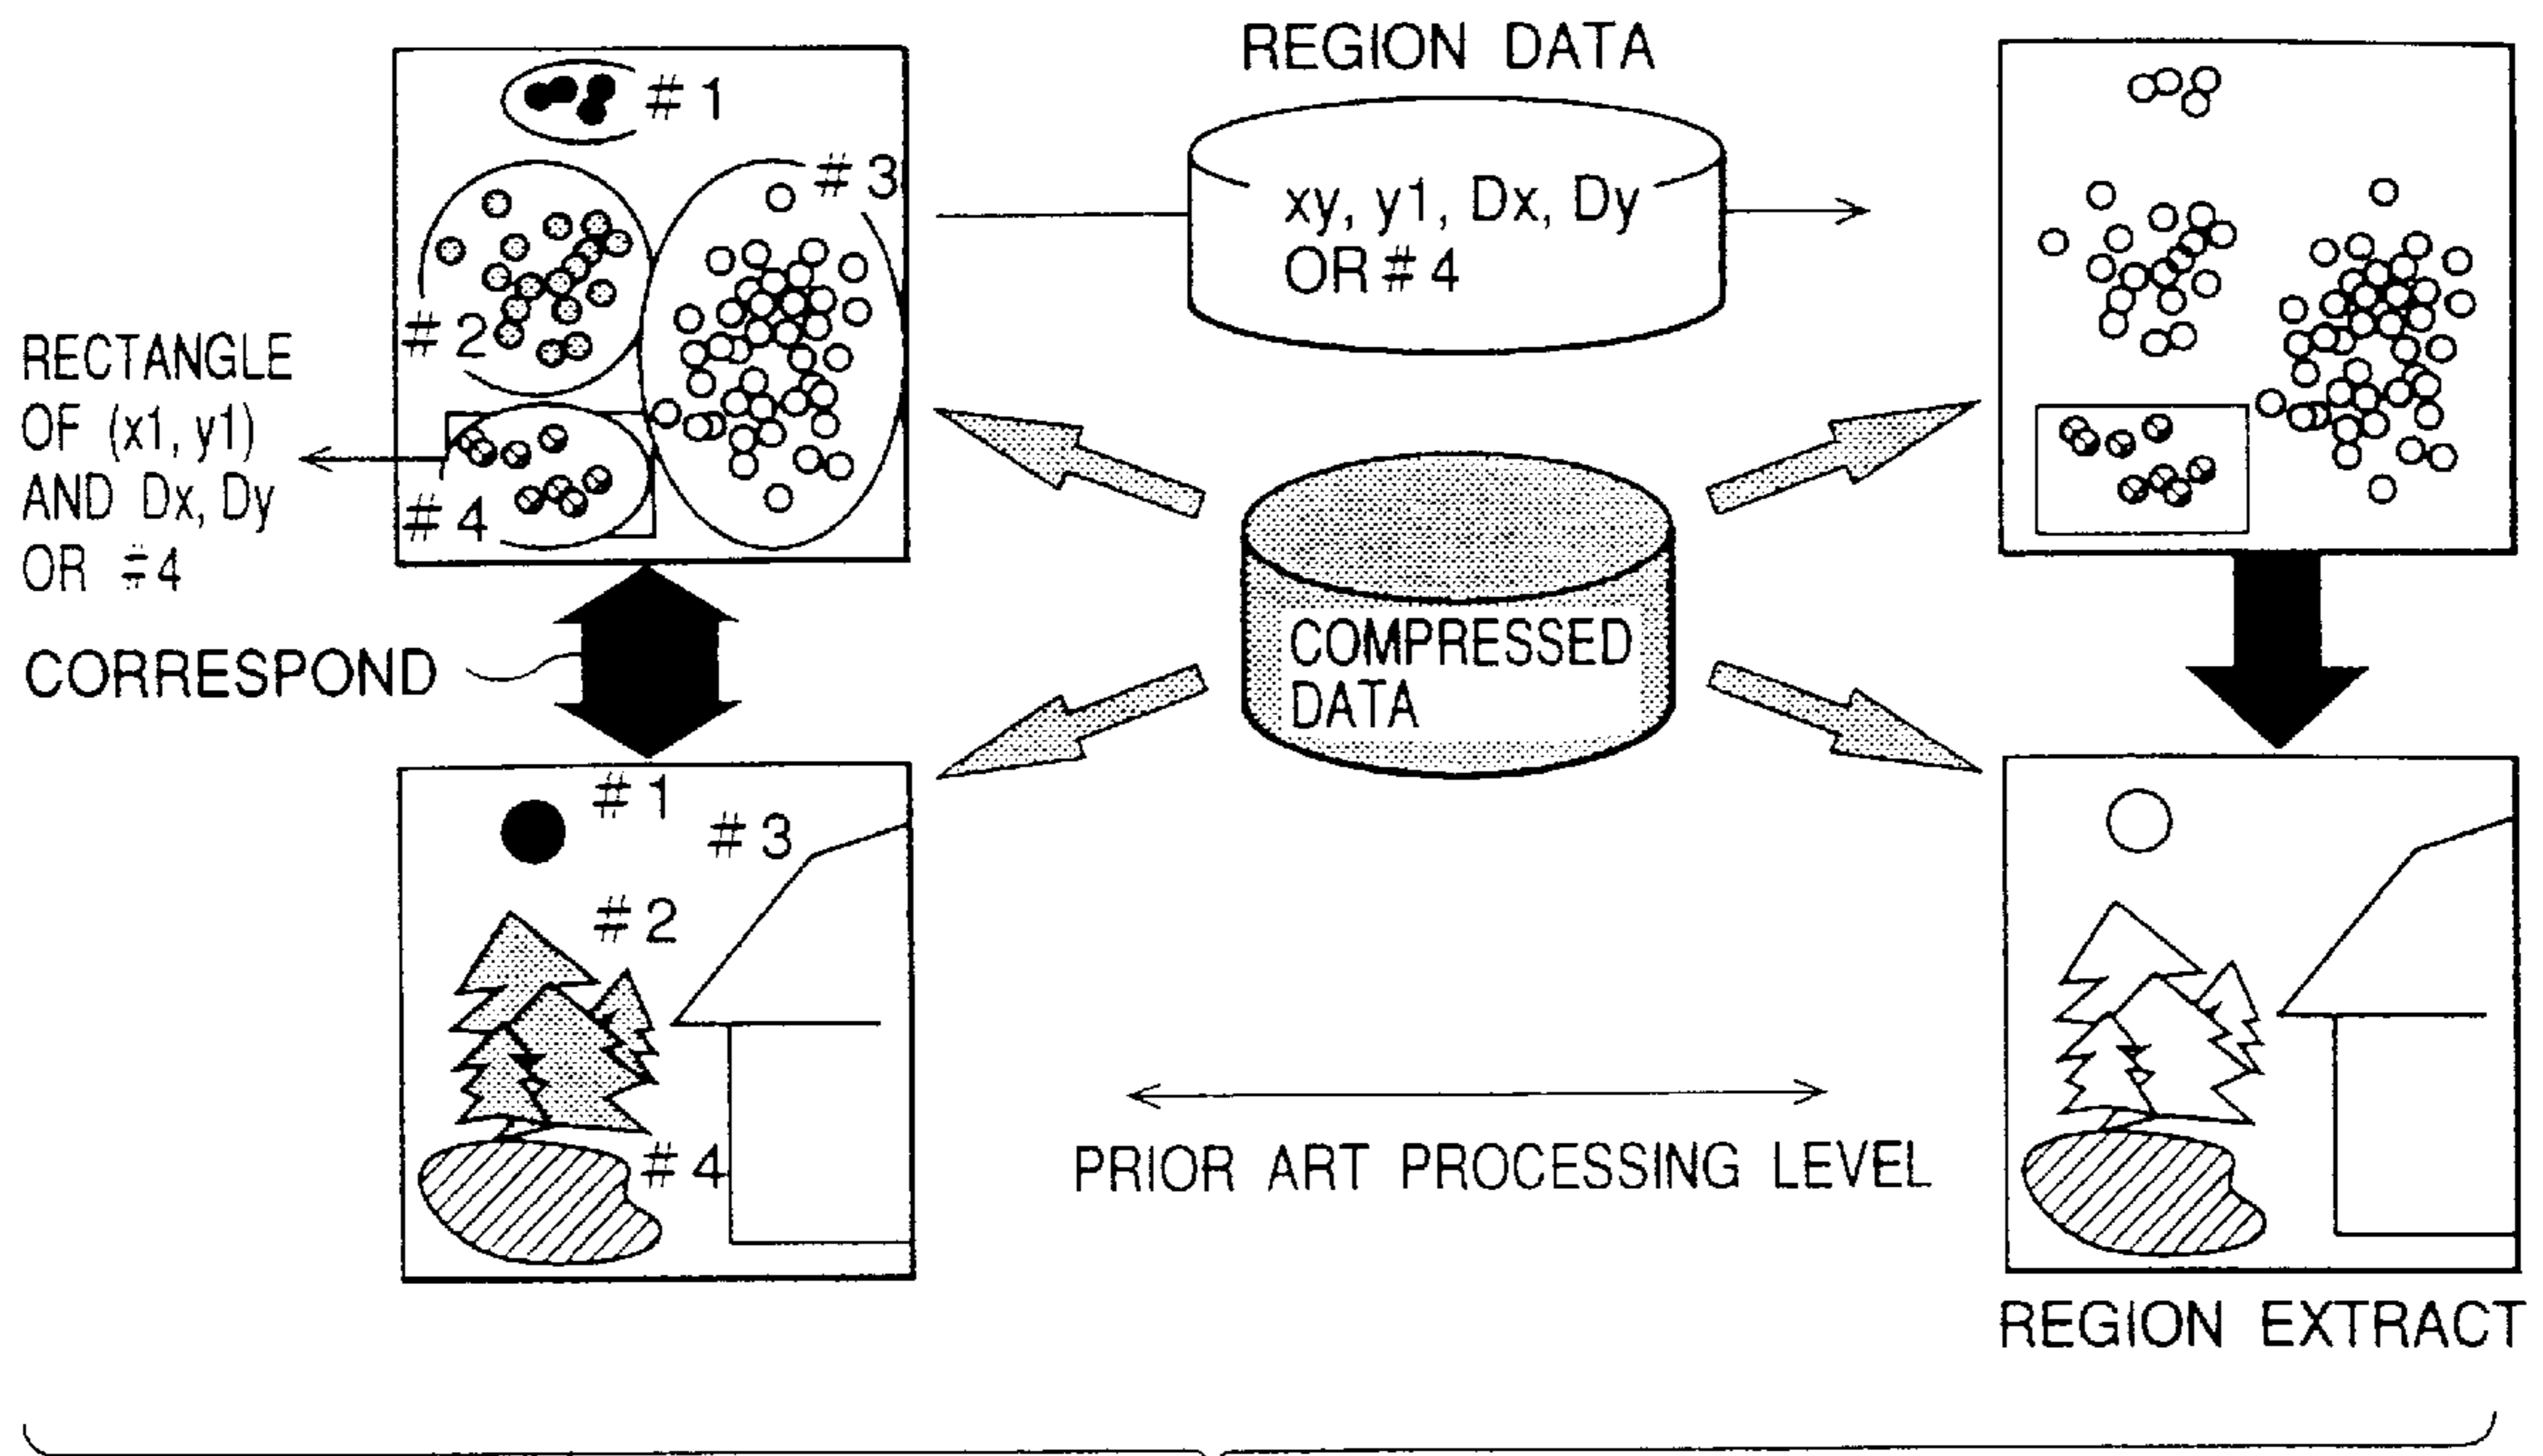 REGION DATA
#1
#3
xy, y1, Dx, Dy
OR #4
#2
RECTANGLE
OF (x1, y1)
AND Dx, Dy
OR #4
#4
COMPRESSED
DATA
CORRESPOND
#1
#3
#2
#4
PRIOR ART PROCESSING LEVEL
REGION EXTRACT